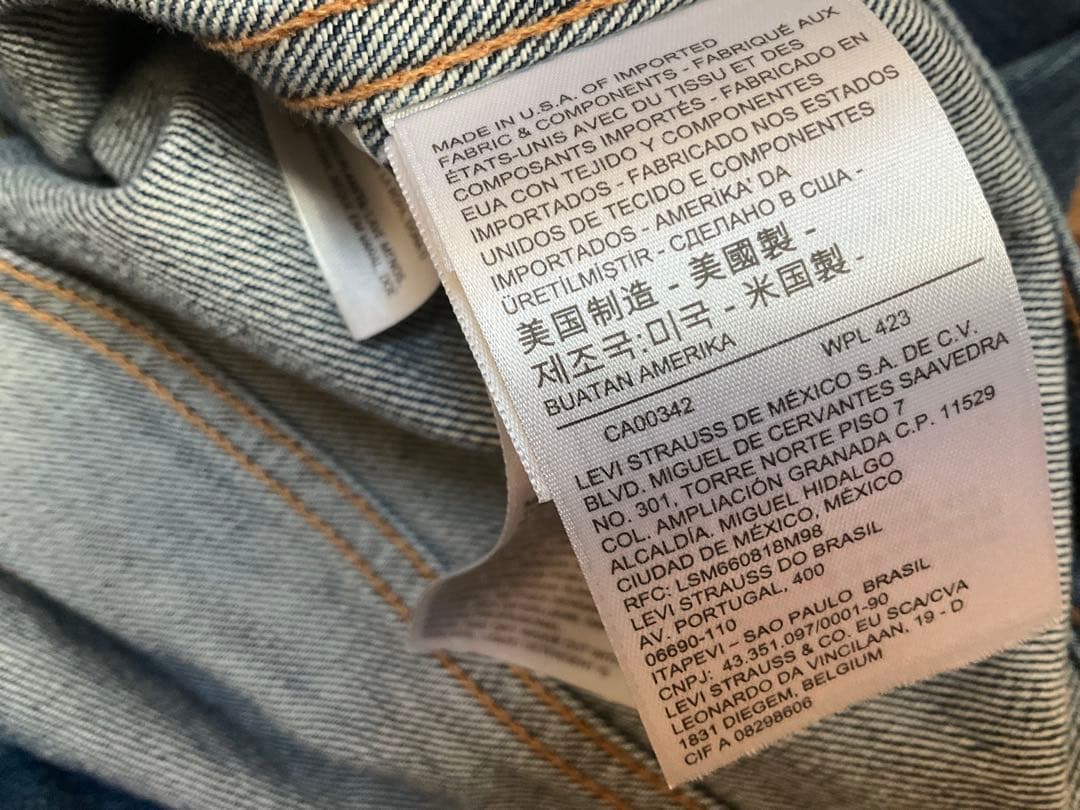 MADE IN U.S.A. OF IMPORTED
FABRIC & COMPONENTS - FABRIQUÉ AUX
ÉTATS-UNIS AVEC DU TISSU ET DES
COMPOSANTS IMPORTÉS - FABRICADO EN
EUA CON TEJIDO Y COMPONENTES
IMPORTADOS - FABRICADO NOS ESTADOS
UNIDOS DE TECIDO E COMPONENTES
IMPORTADOS - AMERİKA' DA
ÜRETİLMİŞTİR - СДЕЛАНО В США -
美国制造 - 美國製 -
제조국:미국 - 米国製 -
BUATAN AMERIKA
CA00342 WPL 423
LEVI STRAUSS DE MÉXICO S.A. DE C.V.
BLVD. MIGUEL DE CERVANTES SAAVEDRA
NO. 301, TORRE NORTE PISO 7
COL. AMPLIACIÓN GRANADA C.P. 11529
ALCALDÍA. MIGUEL HIDALGO
CIUDAD DE MÉXICO, MÉXICO
RFC: LSM660818M98
LEVI STRAUSS DO BRASIL
AV. PORTUGAL, 400
06690-110
ITAPEVI – SAO PAULO BRASIL
CNPJ: 43.351.097/0001-90
LEVI STRAUSS & CO. EU SCA/CVA
LEONARDO DA VINCILAAN, 19 - D
1831 DIEGEM, BELGIUM
CIF A 08298606